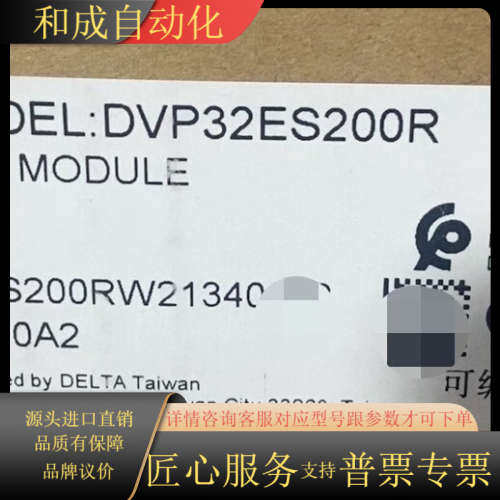 和成自动化
DEL:DVP32ES200R
MODULE
S200RW21340
0A2
ed by DELTA Taiwan
City 33
可
源头进口直销
品质有保障
品牌议价
详情咨询客服对应型号跟参数才可下单
匠心服务支持普票专票